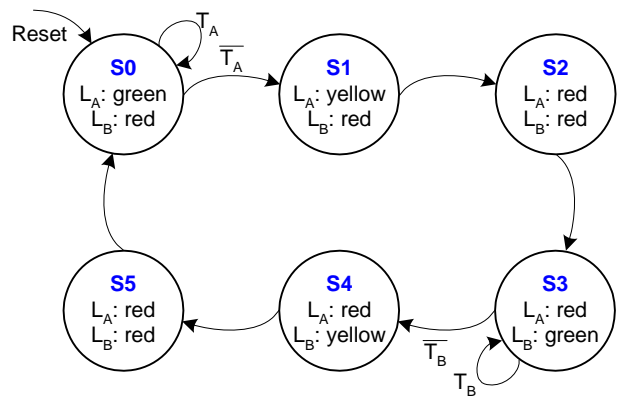 Reset
T_A
S0
L_A: green
L_B: red
T̅_A̅
S1
L_A: yellow
L_B: red
S2
L_A: red
L_B: red
S5
L_A: red
L_B: red
S4
L_A: red
L_B: yellow
S3
L_A: red
L_B: green
T̅_B̅
T_B